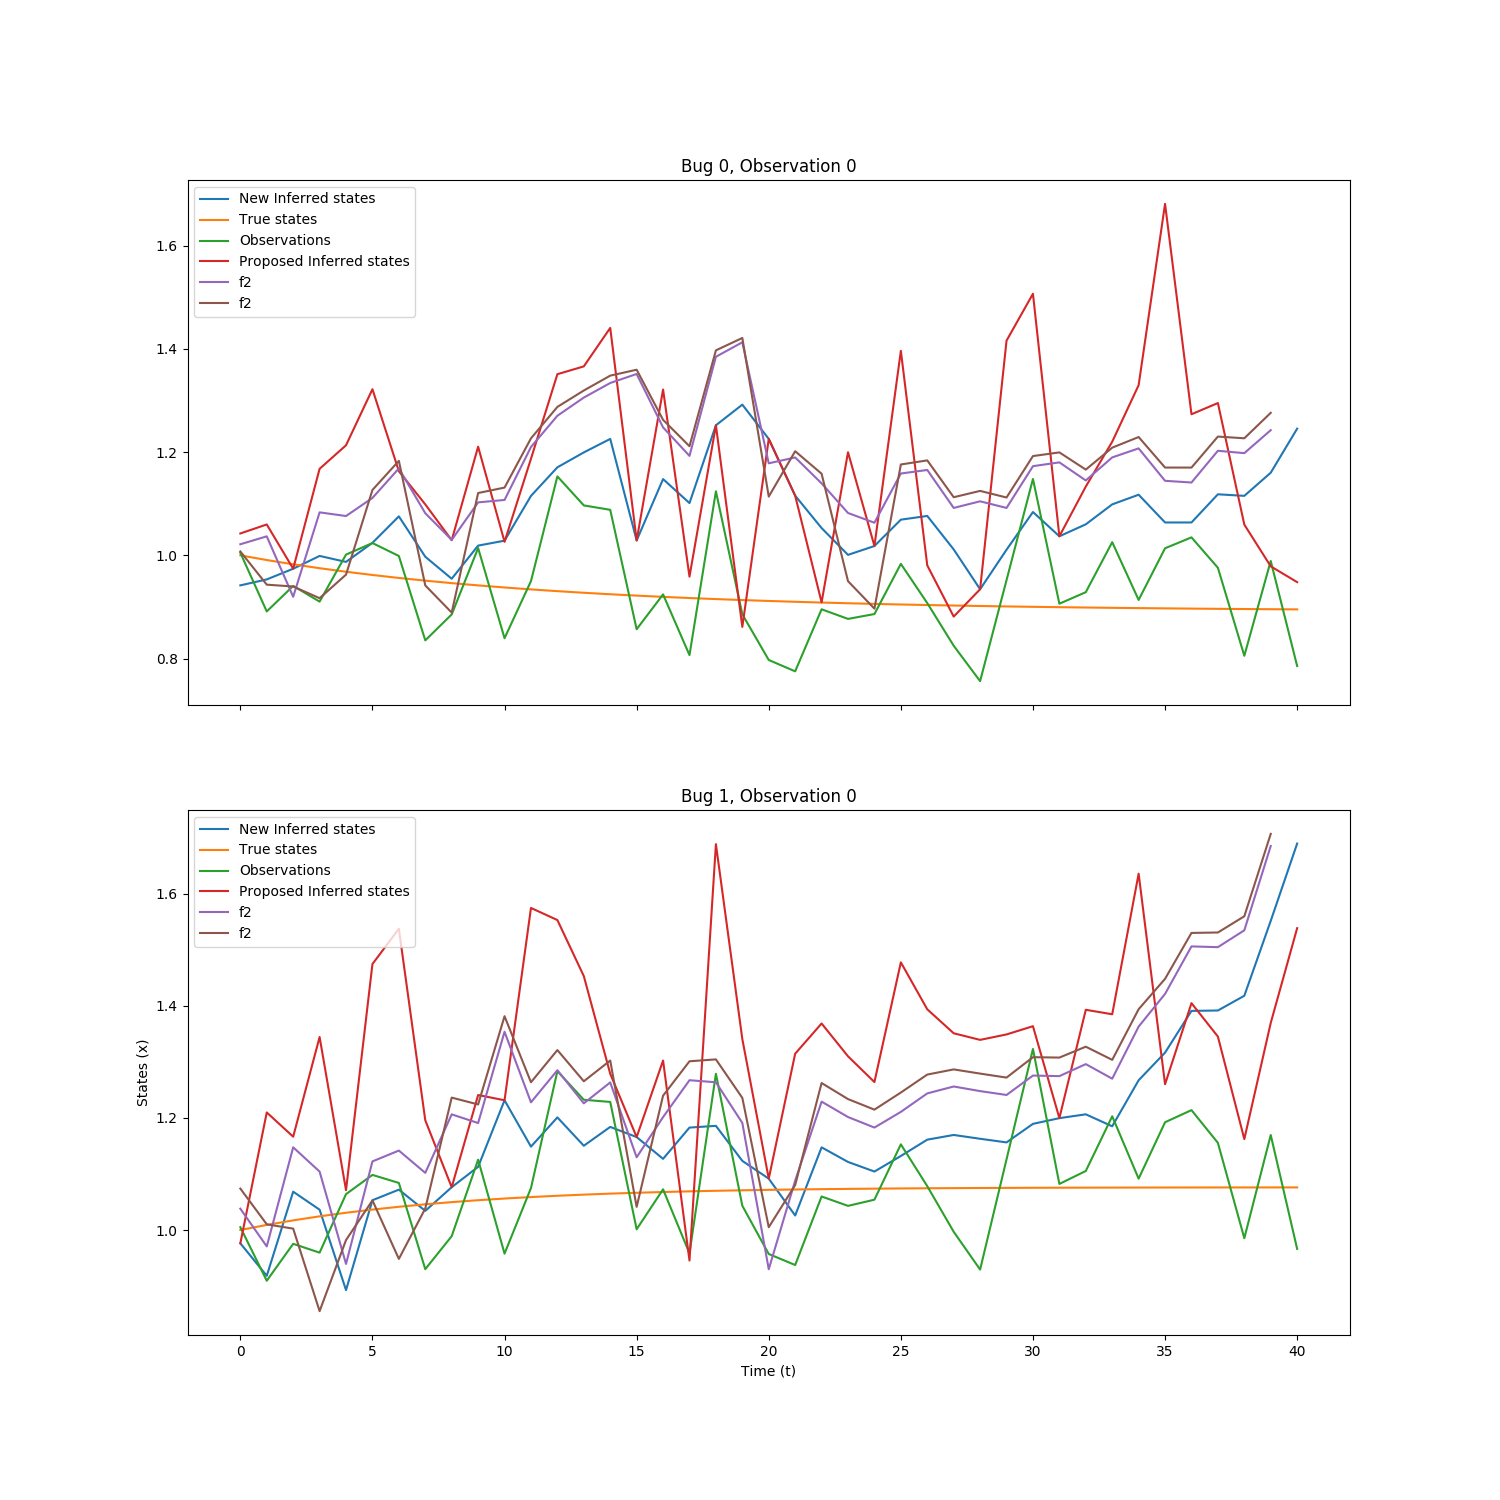 Bug 0, Observation 0
New Inferred states
True states
Observations
Proposed Inferred states
f2
f2
1.6
1.4
1.2
1.0
0.8
Bug 1, Observation 0
New Inferred states
True states
Observations
Proposed Inferred states
f2
f2
1.6
1.4
1.2
1.0
States (x)
0 5 10 15 20 25 30 35 40
Time (t)